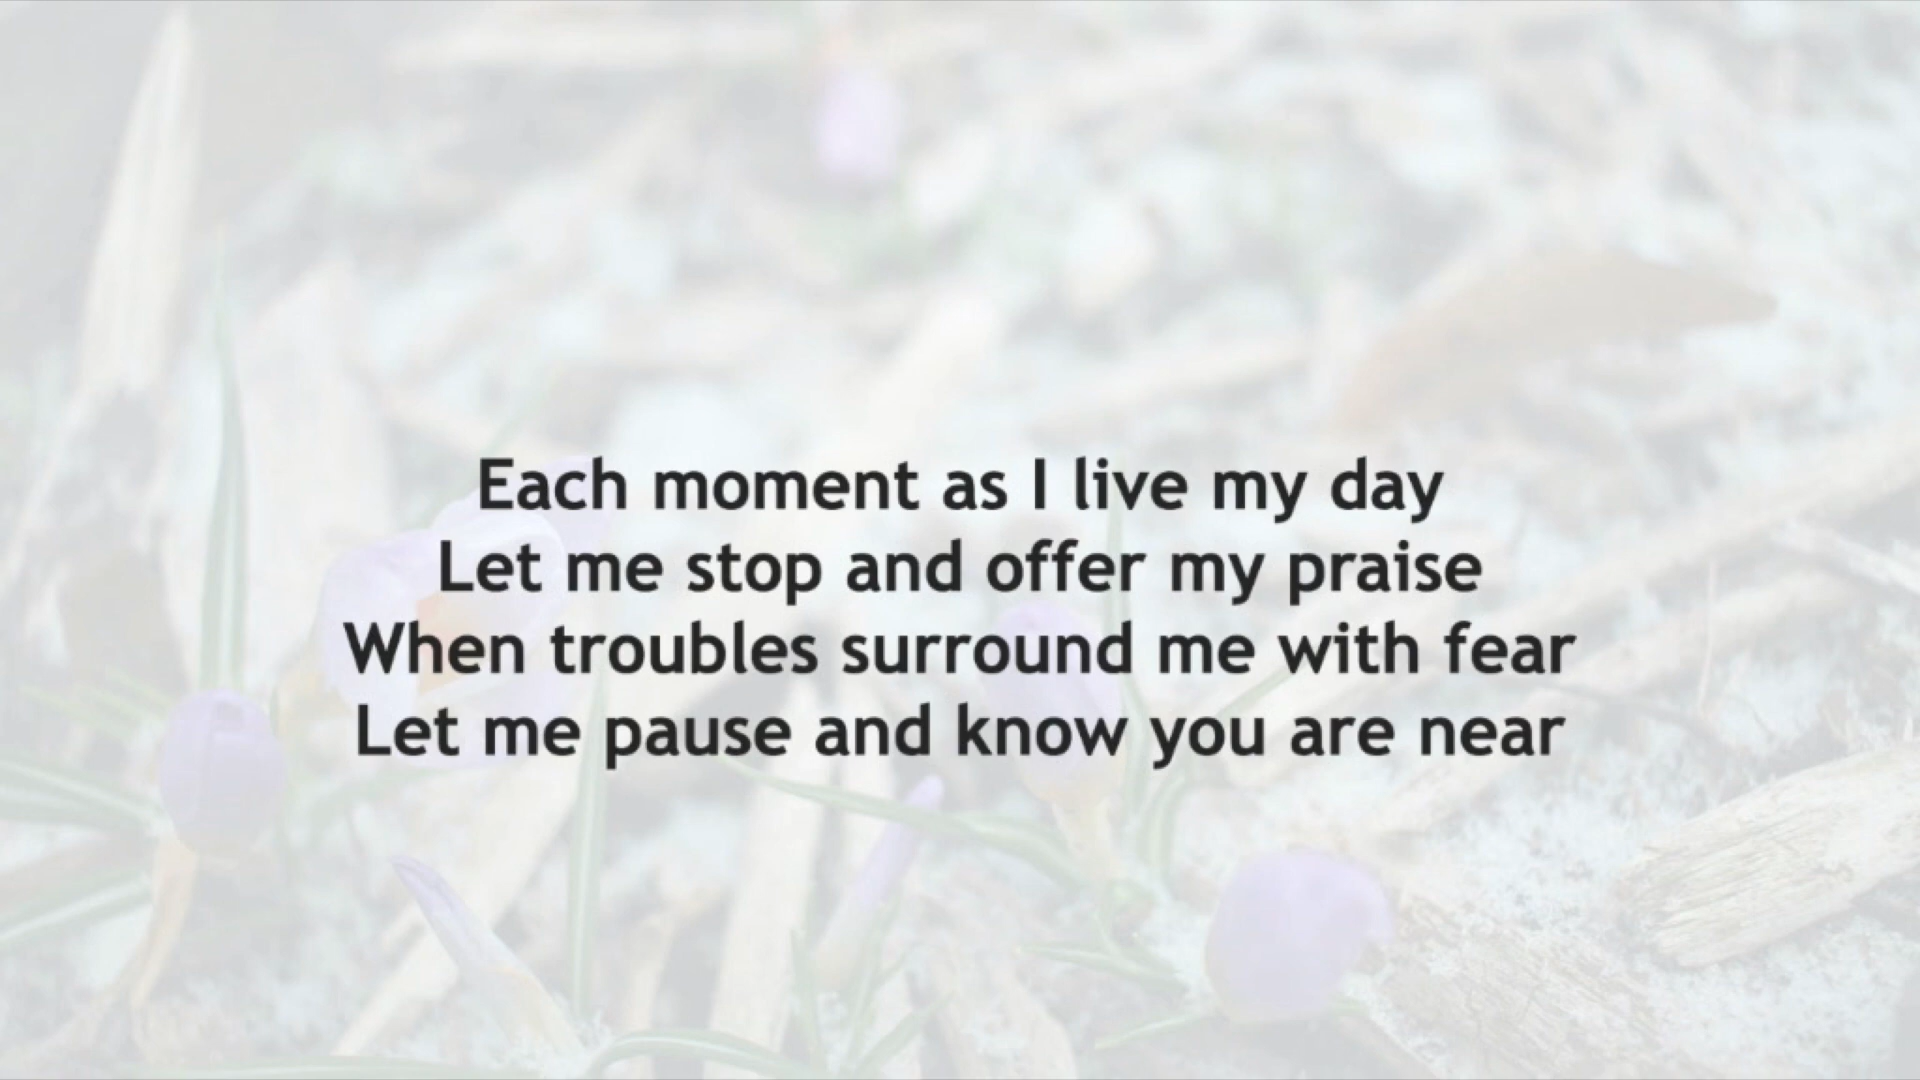 Each moment as I live my day
Let me stop and offer my praise
When troubles surround me with fear
Let me pause and know you are near